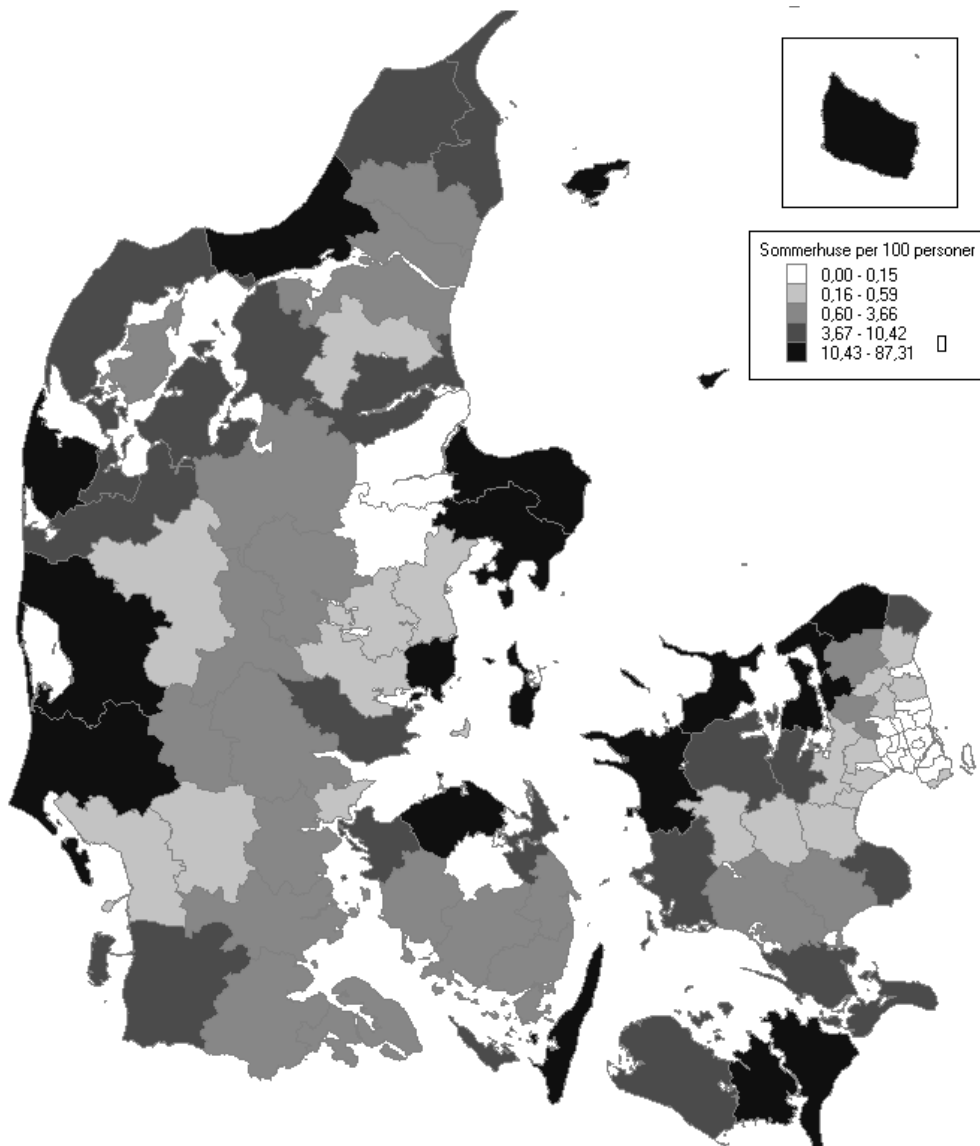 Sommerhuse per 100 personer
0,00 - 0,15
0,16 - 0,59
0,60 - 3,66
3,67 - 10,42
10,43 - 87,31